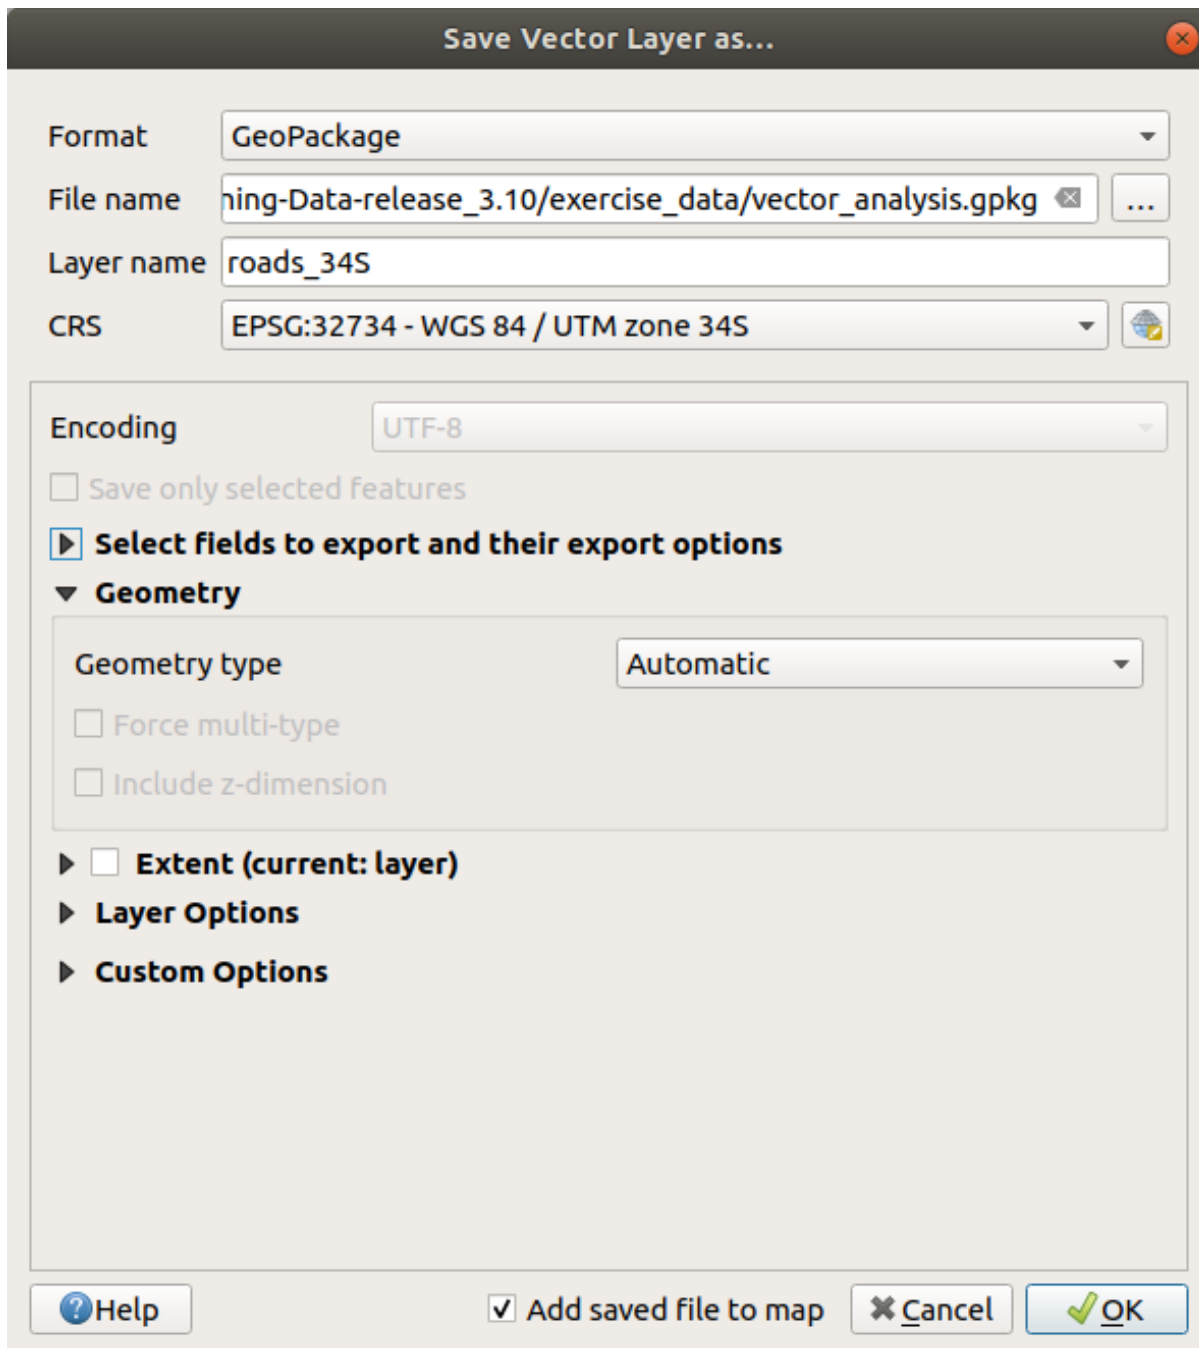 Save Vector Layer as...
Format GeoPackage
File name ning-Data-release_3.10/exercise_data/vector_analysis.gpkg ...
Layer name roads_34S
CRS EPSG:32734 - WGS 84 / UTM zone 34S
Encoding UTF-8
Save only selected features
Select fields to export and their export options
Geometry
Geometry type Automatic
Force multi-type
Include z-dimension
Extent (current: layer)
Layer Options
Custom Options
Help Add saved file to map Cancel OK